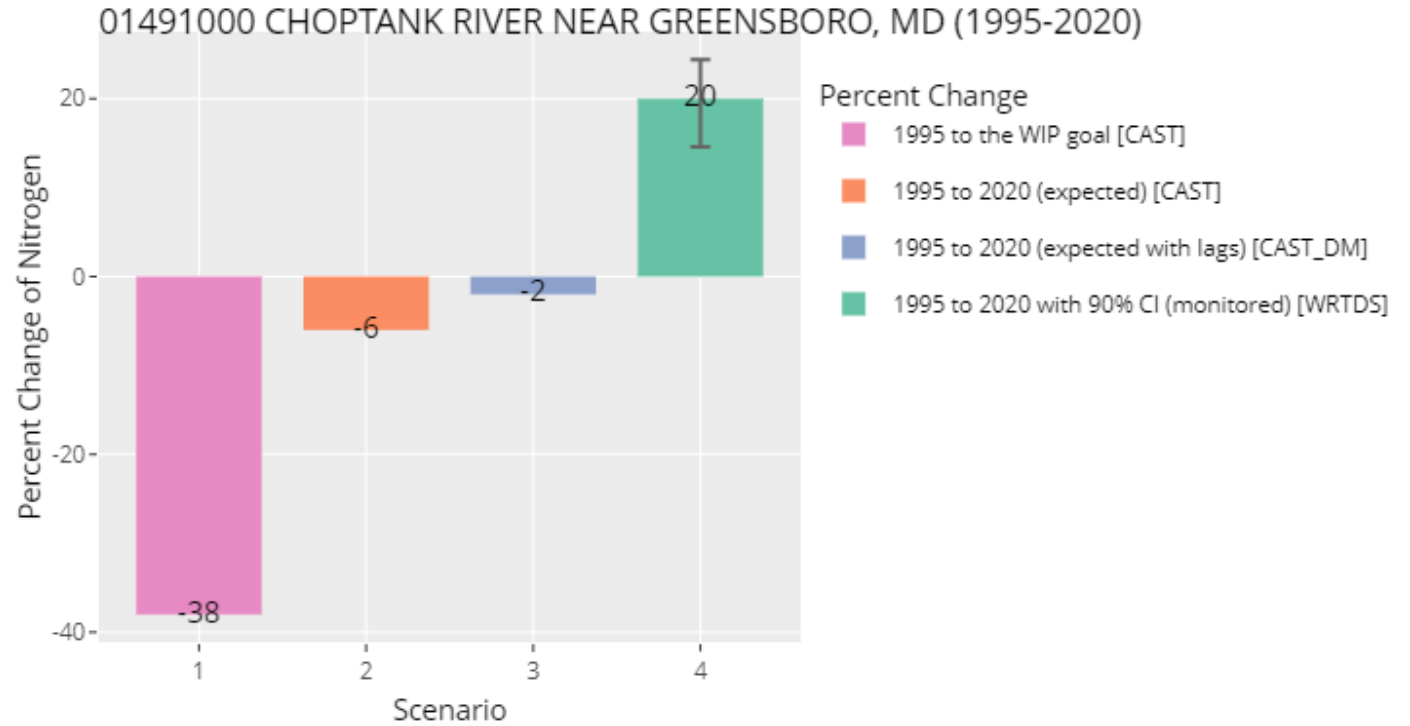 01491000 CHOPTANK RIVER NEAR GREENSBORO, MD (1995-2020)
Percent Change of Nitrogen
20
0
-20
-40
-38
-6
-2
20
1
2
3
4
Scenario
Percent Change
1995 to the WIP goal [CAST]
1995 to 2020 (expected) [CAST]
1995 to 2020 (expected with lags) [CAST_DM]
1995 to 2020 with 90% CI (monitored) [WRTDS]